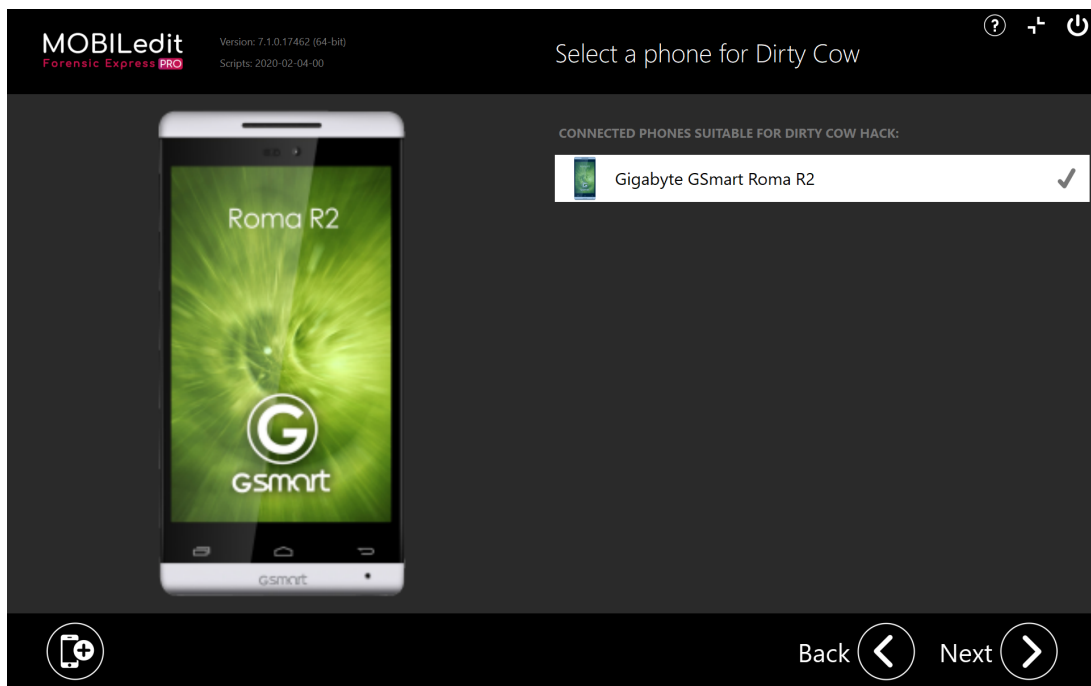 MOBILedit
Forensic Express PRO
Version: 7.1.0.17462 (64-bit)
Scripts: 2020-02-04-00
Select a phone for Dirty Cow
?
CONNECTED PHONES SUITABLE FOR DIRTY COW HACK:
Gigabyte GSmart Roma R2
Roma R2
G
GSmart
GSmart
Back
Next